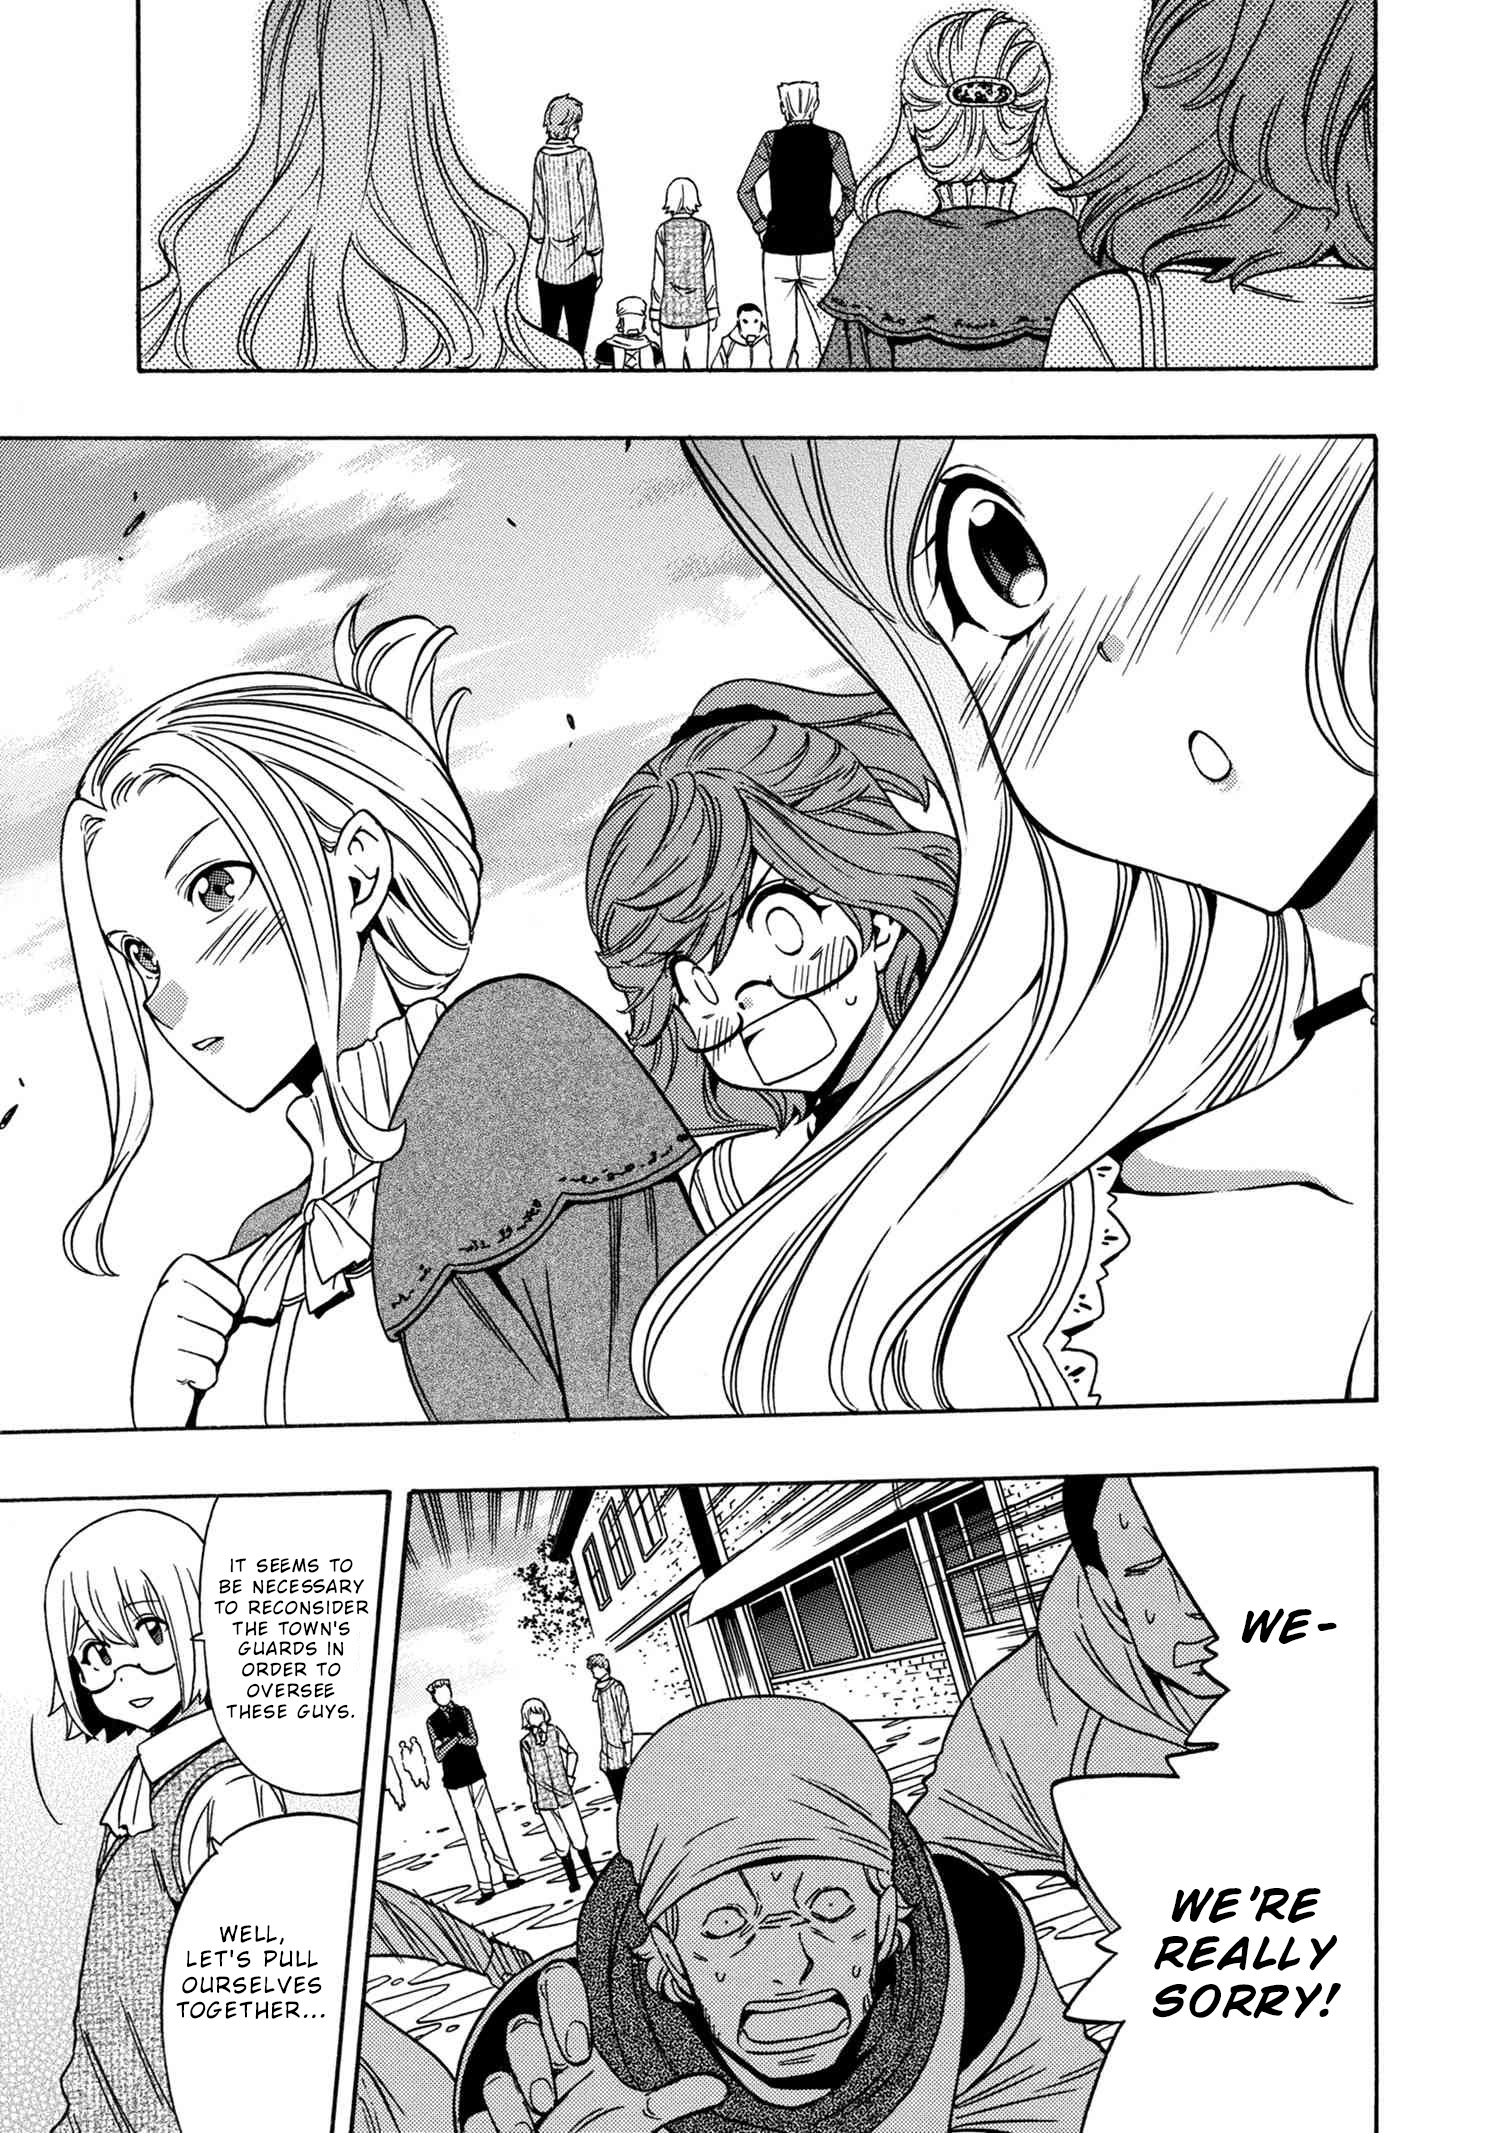 WE-
WE'RE
REALLY
SORRY!
IT SEEMS TO
BE NECESSARY
TO RECONSIDER
THE TOWN'S
GUARDS IN
ORDER TO
OVERSEE
THESE GUYS.
WELL,
LET'S PULL
OURSELVES
TOGETHER...